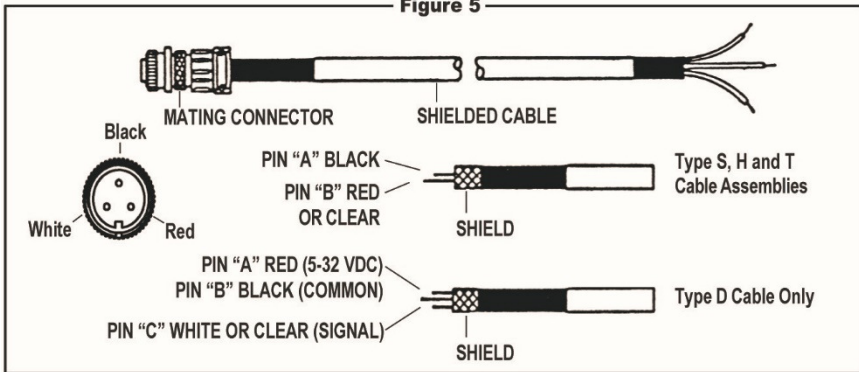 Figure 5
MATING CONNECTOR
SHIELDED CABLE
Black
White
Red
PIN “A” BLACK
PIN “B” RED
OR CLEAR
SHIELD
Type S, H and T
Cable Assemblies
PIN “A” RED (5-32 VDC)
PIN “B” BLACK (COMMON)
PIN “C” WHITE OR CLEAR (SIGNAL)
SHIELD
Type D Cable Only